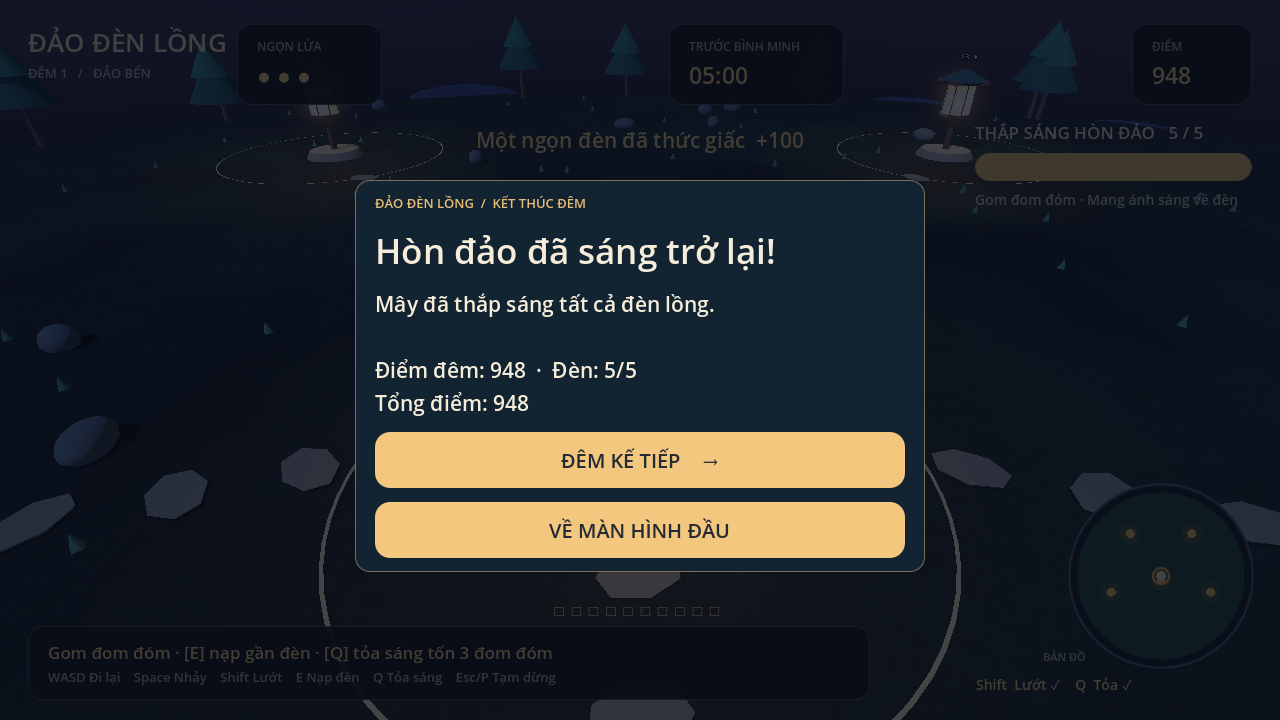 ĐẢO ĐÈN LỒNG
ĐÊM 1 / ĐẢO BẾN
NGỌN LỬA
TRƯỚC BÌNH MINH
05:00
ĐIỂM
948
Một ngọn đèn đã thức giấc +100
THẮP SÁNG HÒN ĐẢO 5 / 5
Gom đom đóm · Mang ánh sáng về đèn
ĐẢO ĐÈN LỒNG / KẾT THÚC ĐÊM
Hòn đảo đã sáng trở lại!
Mây đã thắp sáng tất cả đèn lồng.
Điểm đêm: 948 · Đèn: 5/5
Tổng điểm: 948
ĐÊM KẾ TIẾP →
VỀ MÀN HÌNH ĐẦU
Gom đom đóm · [E] nạp gần đèn · [Q] tỏa sáng tốn 3 đom đóm
WASD Đi lại Space Nhảy Shift Lướt E Nạp đèn Q Tỏa sáng Esc/P Tạm dừng
BẢN ĐỒ
Shift Lướt ✓ Q Tỏa ✓